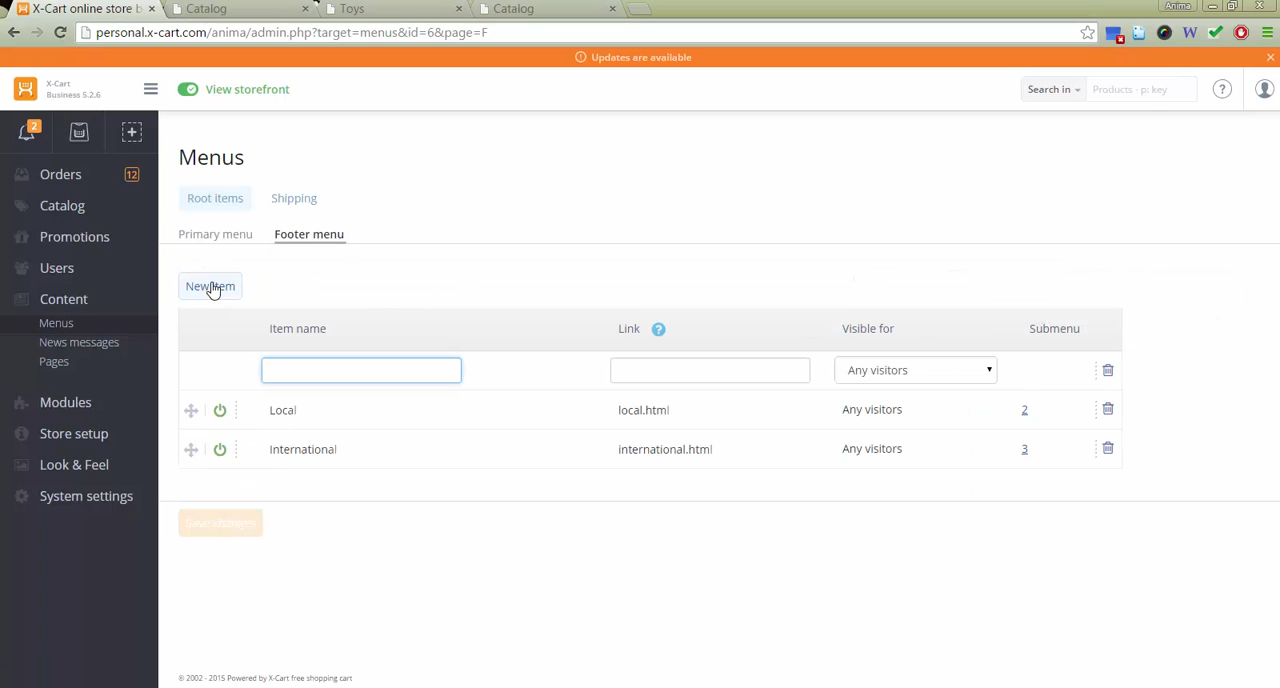 X-Cart online store b
Catalog
Toys
Catalog
Anima
personal.x-cart.com/anima/admin.php?target=menus&id=6&page=F
Updates are available
X-Cart
Business 5.2.6
View storefront
Search in
Products - p: key
?
2
Orders
12
Catalog
Promotions
Users
Content
Menus
News messages
Pages
Modules
Store setup
Look & Feel
System settings
Menus
Root items
Shipping
Primary menu
Footer menu
New item
Item name
Link
?
Visible for
Submenu
Any visitors
Local
local.html
Any visitors
2
International
international.html
Any visitors
3
Save changes
© 2002 - 2015 Powered by X-Cart free shopping cart